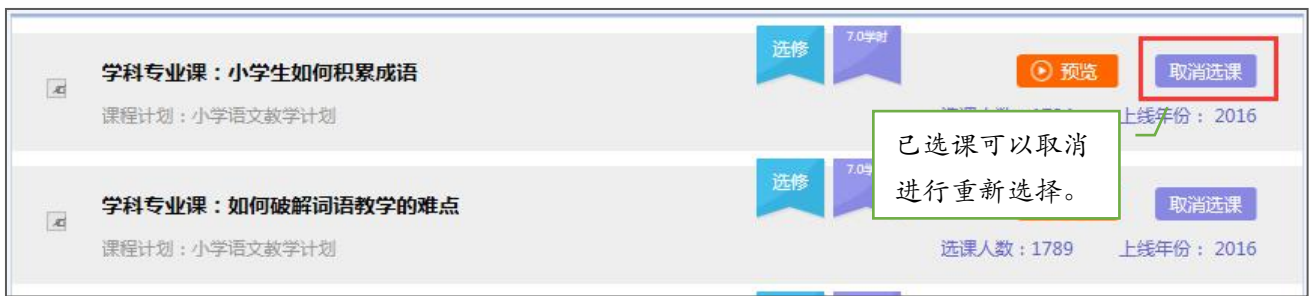 选修
7.0学时
学科专业课：小学生如何积累成语
预览
取消选课
课程计划：小学语文教学计划
上线年份： 2016
已选课可以取消
进行重新选择。
选修
学科专业课：如何破解词语教学的难点
取消选课
课程计划：小学语文教学计划
选课人数：1789
上线年份： 2016